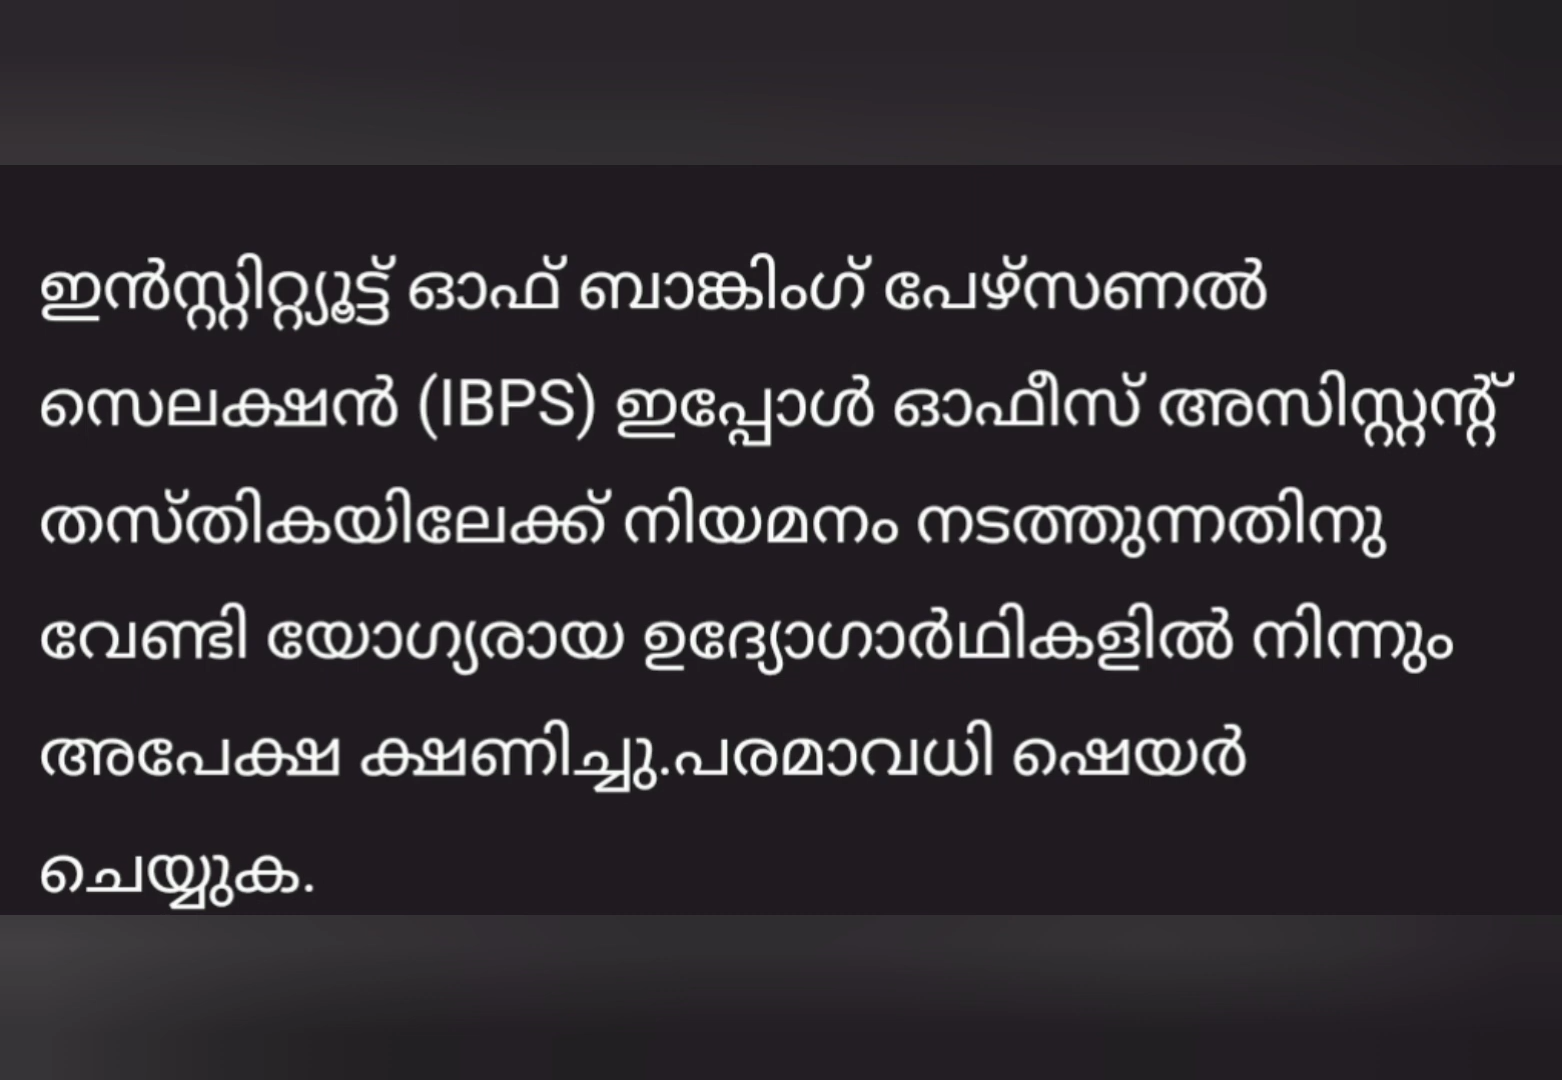 ഇൻസ്റ്റിറ്റ്യൂട്ട് ഓഫ് ബാങ്കിംഗ് പേഴ്സണൽ
സെലക്ഷൻ (IBPS) ഇപ്പോൾ ഓഫീസ് അസിസ്റ്റന്റ്
തസ്തികയിലേക്ക് നിയമനം നടത്തുന്നതിനു
വേണ്ടി യോഗ്യരായ ഉദ്യോഗാർഥികളിൽ നിന്നും
അപേക്ഷ ക്ഷണിച്ചു.പരമാവധി ഷെയർ
ചെയ്യുക.